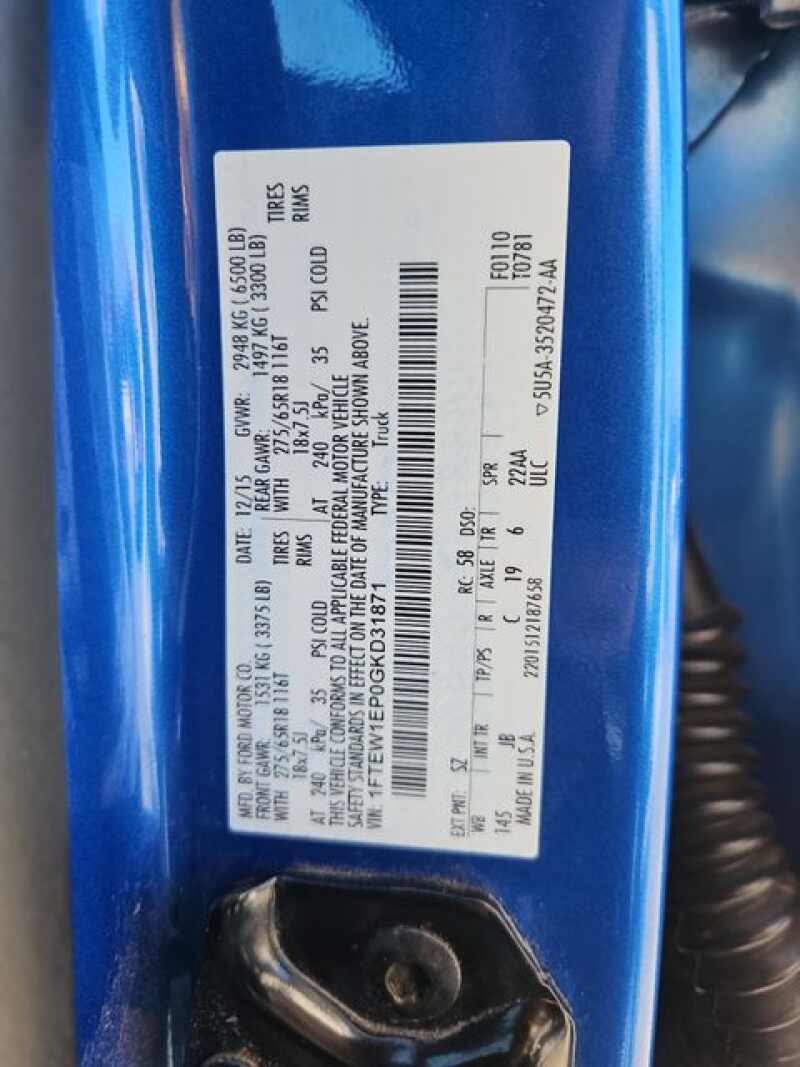 MFD. BY FORD MOTOR CO. DATE: 12/15 GVWR: 2948 KG ( 6500 LB)
FRONT GAWR: 1531 KG ( 3375 LB) REAR GAWR: 1497 KG ( 3300 LB)
WITH 275/65R18 116T TIRES WITH 275/65R18 116T TIRES
18x7.5J RIMS 18x7.5J RIMS
AT 240 kPa/ 35 PSI COLD AT 240 kPa/ 35 PSI COLD
THIS VEHICLE CONFORMS TO ALL APPLICABLE FEDERAL MOTOR VEHICLE
SAFETY STANDARDS IN EFFECT ON THE DATE OF MANUFACTURE SHOWN ABOVE.
VIN: 1FTEW1EP0GKD31871 TYPE: Truck
EXT PNT: SZ RC: 58 DSO:
WB INT TR TP/PS R AXLE TR SPR F0110
145 JB C 19 6 22AA T0781
MADE IN U.S.A. 2201512187658 ULC
▽5U5A-3520472-AA